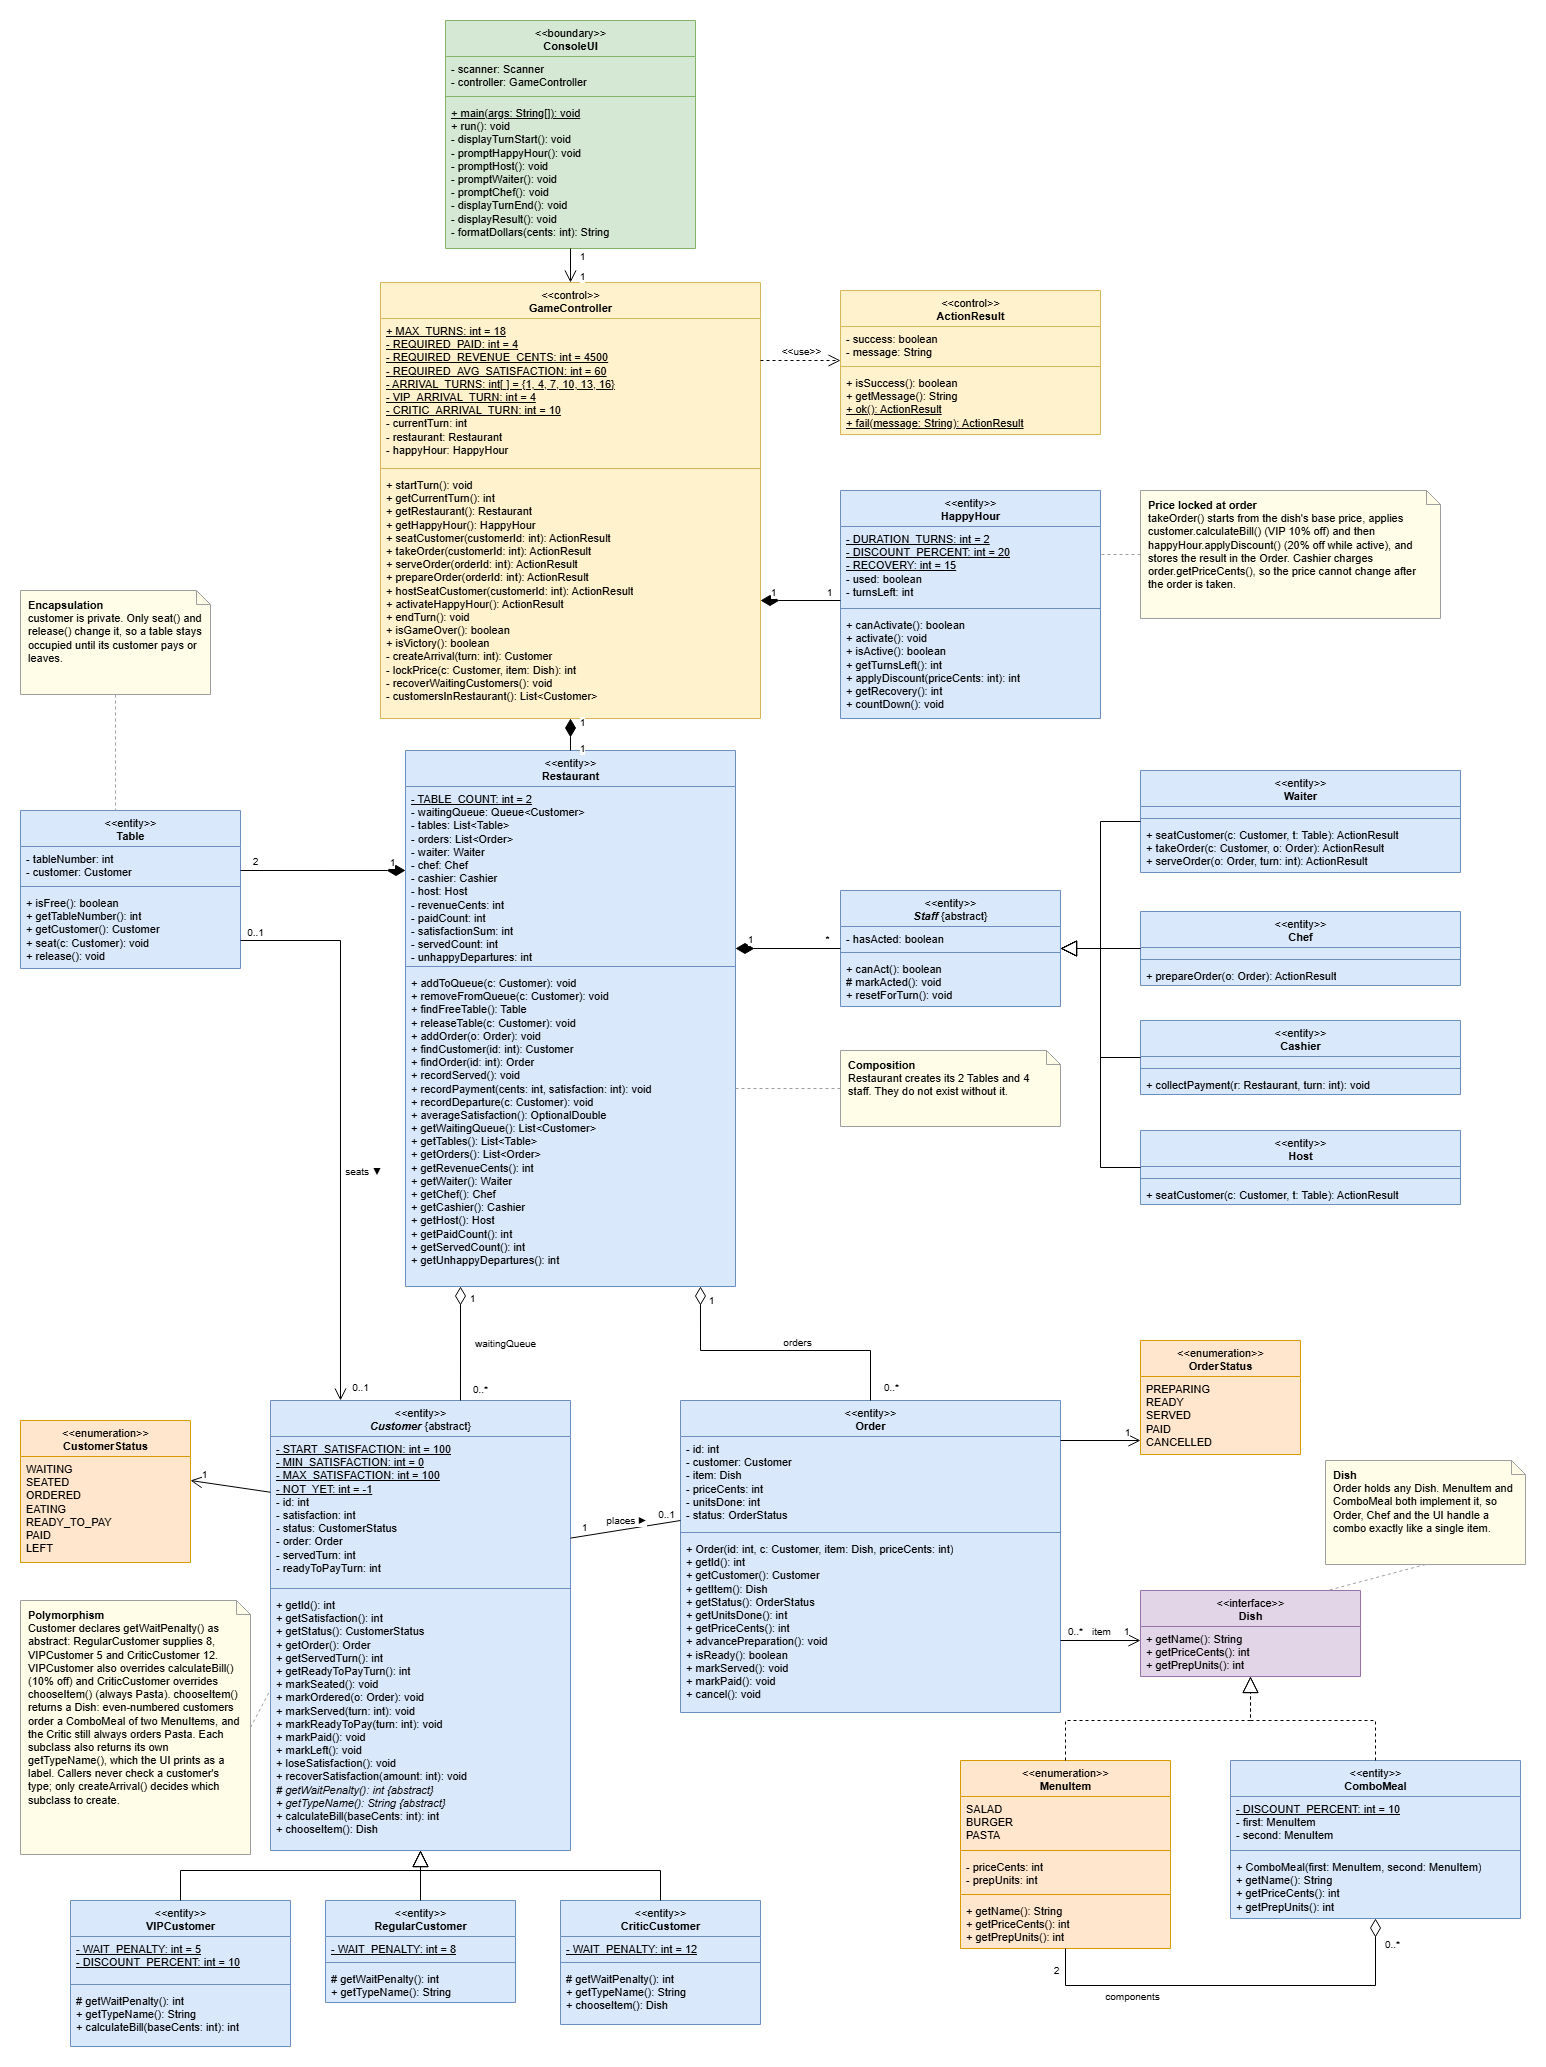 <<boundary>>
ConsoleUI
- scanner: Scanner
- controller: GameController
+ main(args: String[]): void
+ run(): void
- displayTurnStart(): void
- promptHappyHour(): void
- promptHost(): void
- promptWaiter(): void
- promptChef(): void
- displayTurnEnd(): void
- displayResult(): void
- formatDollars(cents: int): String
1
1
<<control>>
GameController
+ MAX_TURNS: int = 18
- REQUIRED_PAID: int = 4
- REQUIRED_REVENUE_CENTS: int = 4500
- REQUIRED_AVG_SATISFACTION: int = 60
- ARRIVAL_TURNS: int[ ] = {1, 4, 7, 10, 13, 16}
- VIP_ARRIVAL_TURN: int = 4
- CRITIC_ARRIVAL_TURN: int = 10
- currentTurn: int
- restaurant: Restaurant
- happyHour: HappyHour
+ startTurn(): void
+ getCurrentTurn(): int
+ getRestaurant(): Restaurant
+ getHappyHour(): HappyHour
+ seatCustomer(customerId: int): ActionResult
+ takeOrder(customerId: int): ActionResult
+ serveOrder(orderId: int): ActionResult
+ prepareOrder(orderId: int): ActionResult
+ hostSeatCustomer(customerId: int): ActionResult
+ activateHappyHour(): ActionResult
+ endTurn(): void
+ isGameOver(): boolean
+ isVictory(): boolean
- createArrival(turn: int): Customer
- lockPrice(c: Customer, item: Dish): int
- recoverWaitingCustomers(): void
- customersInRestaurant(): List<Customer>
<<use>>
<<control>>
ActionResult
- success: boolean
- message: String
+ isSuccess(): boolean
+ getMessage(): String
+ ok(): ActionResult
+ fail(message: String): ActionResult
1
1
<<entity>>
HappyHour
- DURATION_TURNS: int = 2
- DISCOUNT_PERCENT: int = 20
- RECOVERY: int = 15
- used: boolean
- turnsLeft: int
+ canActivate(): boolean
+ activate(): void
+ isActive(): boolean
+ getTurnsLeft(): int
+ applyDiscount(priceCents: int): int
+ getRecovery(): int
+ countDown(): void
Price locked at order
takeOrder() starts from the dish's base price, applies
customer.calculateBill() (VIP 10% off) and then
happyHour.applyDiscount() (20% off while active), and
stores the result in the Order. Cashier charges
order.getPriceCents(), so the price cannot change after
the order is taken.
Encapsulation
customer is private. Only seat() and
release() change it, so a table stays
occupied until its customer pays or
leaves.
1
1
<<entity>>
Table
- tableNumber: int
- customer: Customer
+ isFree(): boolean
+ getTableNumber(): int
+ getCustomer(): Customer
+ seat(c: Customer): void
+ release(): void
2
1
0..1
seats ▼
0..1
<<entity>>
Restaurant
- TABLE_COUNT: int = 2
- waitingQueue: Queue<Customer>
- tables: List<Table>
- orders: List<Order>
- waiter: Waiter
- chef: Chef
- cashier: Cashier
- host: Host
- revenueCents: int
- paidCount: int
- satisfactionSum: int
- servedCount: int
- unhappyDepartures: int
+ addToQueue(c: Customer): void
+ removeFromQueue(c: Customer): void
+ findFreeTable(): Table
+ releaseTable(c: Customer): void
+ addOrder(o: Order): void
+ findCustomer(id: int): Customer
+ findOrder(id: int): Order
+ recordServed(): void
+ recordPayment(cents: int, satisfaction: int): void
+ recordDeparture(c: Customer): void
+ averageSatisfaction(): OptionalDouble
+ getWaitingQueue(): List<Customer>
+ getTables(): List<Table>
+ getOrders(): List<Order>
+ getRevenueCents(): int
+ getWaiter(): Waiter
+ getChef(): Chef
+ getCashier(): Cashier
+ getHost(): Host
+ getPaidCount(): int
+ getServedCount(): int
+ getUnhappyDepartures(): int
1
*
<<entity>>
Staff {abstract}
- hasActed: boolean
+ canAct(): boolean
# markActed(): void
+ resetForTurn(): void
Composition
Restaurant creates its 2 Tables and 4
staff. They do not exist without it.
<<entity>>
Waiter
+ seatCustomer(c: Customer, t: Table): ActionResult
+ takeOrder(c: Customer, o: Order): ActionResult
+ serveOrder(o: Order, turn: int): ActionResult
<<entity>>
Chef
+ prepareOrder(o: Order): ActionResult
<<entity>>
Cashier
+ collectPayment(r: Restaurant, turn: int): void
<<entity>>
Host
+ seatCustomer(c: Customer, t: Table): ActionResult
1
waitingQueue
0..*
1
orders
0..*
<<enumeration>>
CustomerStatus
WAITING
SEATED
ORDERED
EATING
READY_TO_PAY
PAID
LEFT
1
<<entity>>
Customer {abstract}
- START_SATISFACTION: int = 100
- MIN_SATISFACTION: int = 0
- MAX_SATISFACTION: int = 100
- NOT_YET: int = -1
- id: int
- satisfaction: int
- status: CustomerStatus
- order: Order
- servedTurn: int
- readyToPayTurn: int
+ getId(): int
+ getSatisfaction(): int
+ getStatus(): CustomerStatus
+ getOrder(): Order
+ getServedTurn(): int
+ getReadyToPayTurn(): int
+ markSeated(): void
+ markOrdered(o: Order): void
+ markServed(turn: int): void
+ markReadyToPay(turn: int): void
+ markPaid(): void
+ markLeft(): void
+ loseSatisfaction(): void
+ recoverSatisfaction(amount: int): void
# getWaitPenalty(): int {abstract}
+ getTypeName(): String {abstract}
+ calculateBill(baseCents: int): int
+ chooseItem(): Dish
1
places ►
0..1
<<entity>>
Order
- id: int
- customer: Customer
- item: Dish
- priceCents: int
- unitsDone: int
- status: OrderStatus
+ Order(id: int, c: Customer, item: Dish, priceCents: int)
+ getId(): int
+ getCustomer(): Customer
+ getItem(): Dish
+ getStatus(): OrderStatus
+ getUnitsDone(): int
+ getPriceCents(): int
+ advancePreparation(): void
+ isReady(): boolean
+ markServed(): void
+ markPaid(): void
+ cancel(): void
1
<<enumeration>>
OrderStatus
PREPARING
READY
SERVED
PAID
CANCELLED
Dish
Order holds any Dish. MenuItem and
ComboMeal both implement it, so
Order, Chef and the UI handle a
combo exactly like a single item.
0..*
item
1
<<interface>>
Dish
+ getName(): String
+ getPriceCents(): int
+ getPrepUnits(): int
Polymorphism
Customer declares getWaitPenalty() as
abstract: RegularCustomer supplies 8,
VIPCustomer 5 and CriticCustomer 12.
VIPCustomer also overrides calculateBill()
(10% off) and CriticCustomer overrides
chooseItem() (always Pasta). chooseItem()
returns a Dish: even-numbered customers
order a ComboMeal of two MenuItems, and
the Critic still always orders Pasta. Each
subclass also returns its own
getTypeName(), which the UI prints as a
label. Callers never check a customer's
type; only createArrival() decides which
subclass to create.
<<enumeration>>
MenuItem
SALAD
BURGER
PASTA
- priceCents: int
- prepUnits: int
+ getName(): String
+ getPriceCents(): int
+ getPrepUnits(): int
<<entity>>
ComboMeal
- DISCOUNT_PERCENT: int = 10
- first: MenuItem
- second: MenuItem
+ ComboMeal(first: MenuItem, second: MenuItem)
+ getName(): String
+ getPriceCents(): int
+ getPrepUnits(): int
0..*
2
components
<<entity>>
VIPCustomer
- WAIT_PENALTY: int = 5
- DISCOUNT_PERCENT: int = 10
# getWaitPenalty(): int
+ getTypeName(): String
+ calculateBill(baseCents: int): int
<<entity>>
RegularCustomer
- WAIT_PENALTY: int = 8
# getWaitPenalty(): int
+ getTypeName(): String
<<entity>>
CriticCustomer
- WAIT_PENALTY: int = 12
# getWaitPenalty(): int
+ getTypeName(): String
+ chooseItem(): Dish